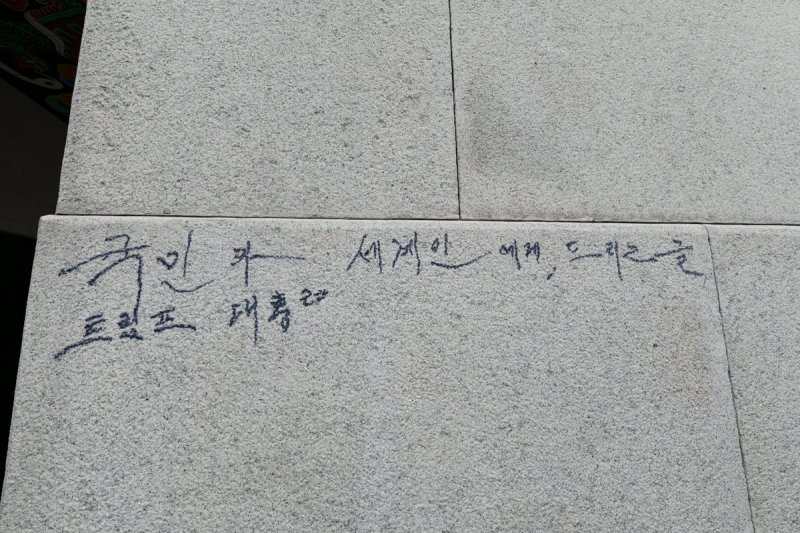 국민 과 세계인 에게, 드리는 글
트럼프 대통령